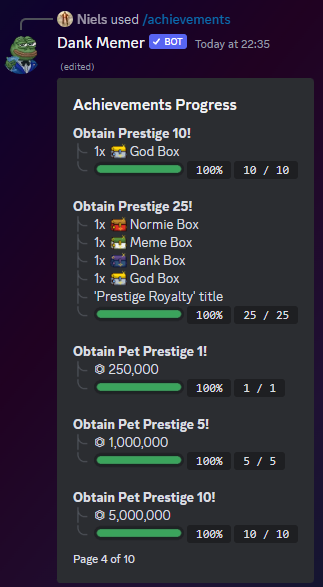 Niels used /achievements
Dank Memer ✓ BOT Today at 22:35
(edited)
Achievements Progress
Obtain Prestige 10!
1x God Box
100% 10 / 10
Obtain Prestige 25!
1x Normie Box
1x Meme Box
1x Dank Box
1x God Box
'Prestige Royalty' title
100% 25 / 25
Obtain Pet Prestige 1!
250,000
100% 1 / 1
Obtain Pet Prestige 5!
1,000,000
100% 5 / 5
Obtain Pet Prestige 10!
5,000,000
100% 10 / 10
Page 4 of 10